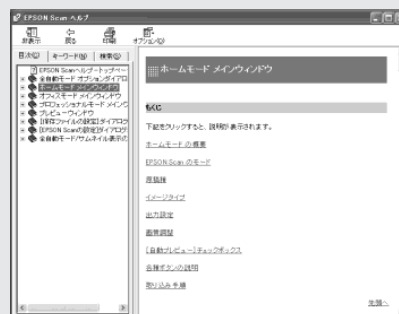 EPSON Scan ヘルプ
非表示 戻る 印刷 オプション(O)
目次(C) キーワード(N) 検索(S)
EPSON Scanヘルプートップペー
全自動モード オプションダイアロ
ホームモード メインウィンドウ
オフィスモード メインウィンドウ
プロフェッショナルモード メインウ
プレビューウィンドウ
[保存ファイルの設定]ダイアログ
[EPSON Scanの設定]ダイアログ
全自動モード/サムネイル表示の
ホームモード メインウィンドウ
もくじ
下記をクリックすると、説明が表示されます。
ホームモード の概要
EPSON Scan のモード
原稿種
イメージタイプ
出力設定
画質調整
[自動プレビュー]チェックボックス
各種ボタンの説明
取り込み手順
先頭へ